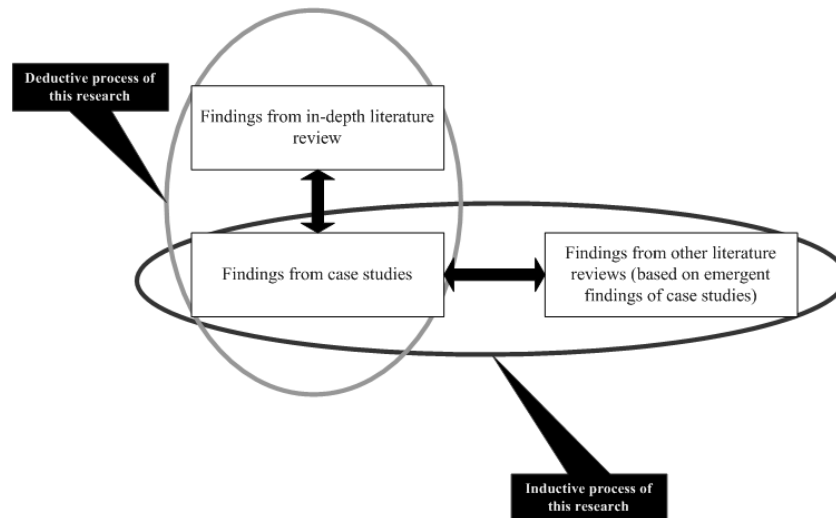 Deductive process of
this research
Findings from in-depth literature
review
Findings from case studies
Findings from other literature
reviews (based on emergent
findings of case studies)
Inductive process of
this research